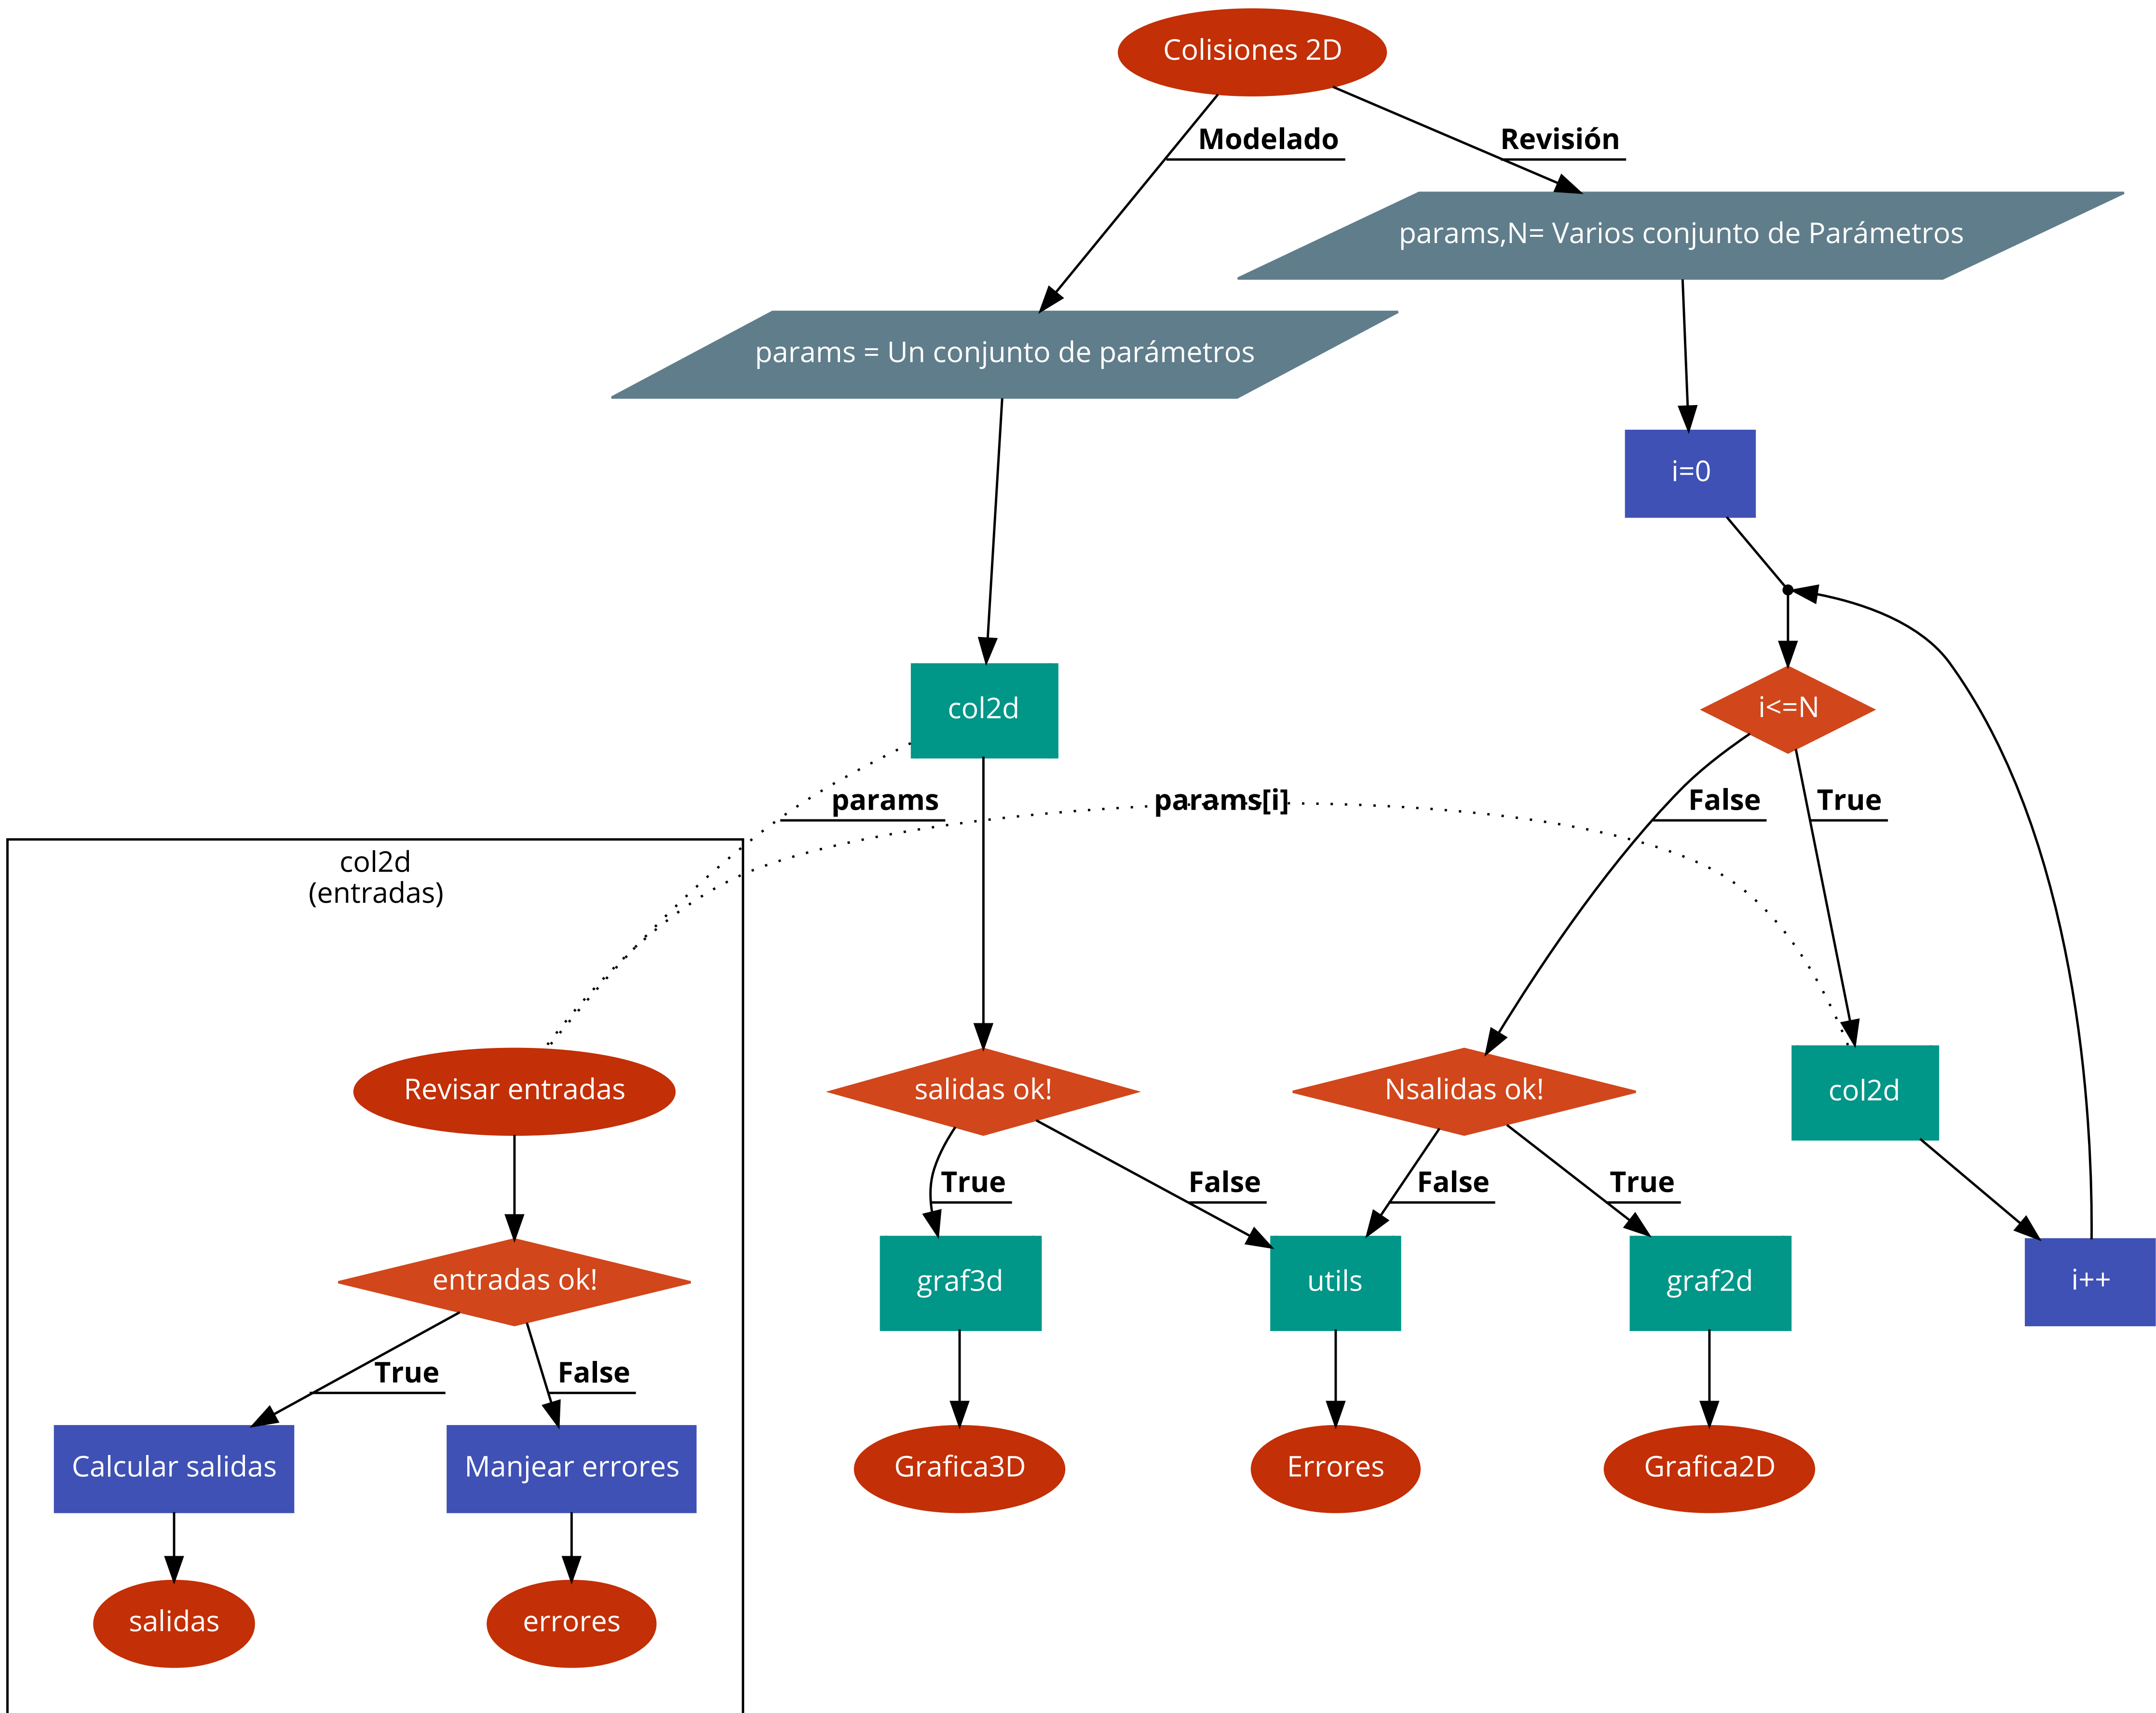 Colisiones 2D
Modelado
Revisión
params,N= Varios conjunto de Parámetros
params = Un conjunto de parámetros
i=0
col2d
i<=N
params
params[i]
False
True
col2d
(entradas)
Revisar entradas
salidas ok!
Nsalidas ok!
col2d
True
False
False
True
entradas ok!
graf3d
utils
graf2d
i++
True
False
Calcular salidas
Manjear errores
Grafica3D
Errores
Grafica2D
salidas
errores